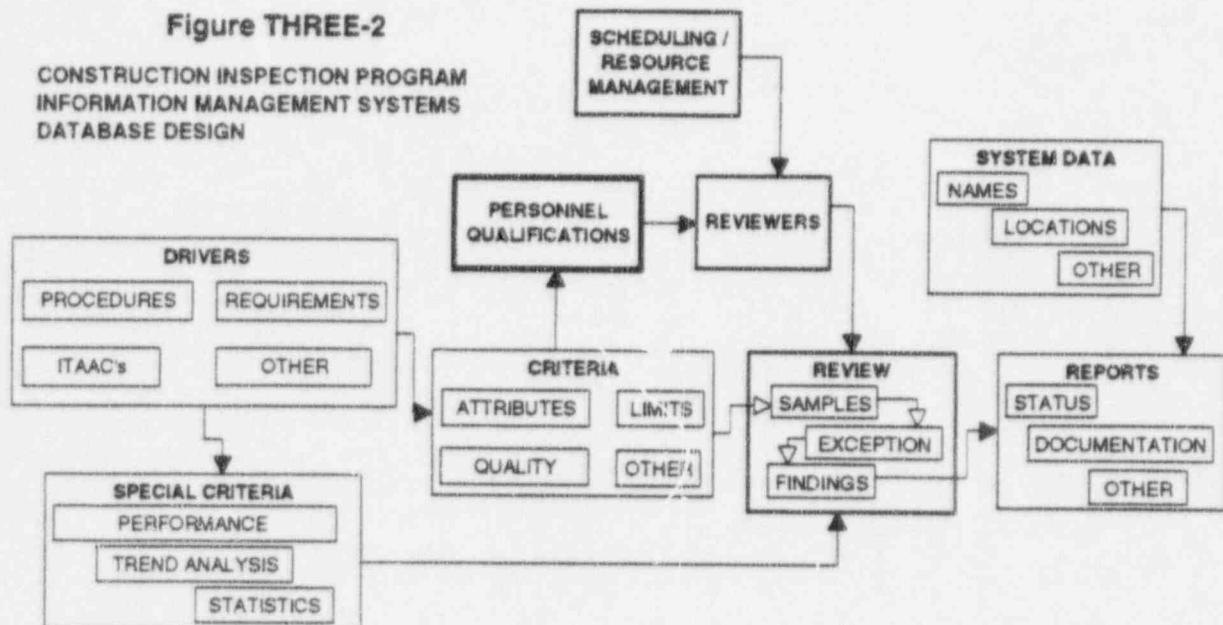 Figure THREE-2
CONSTRUCTION INSPECTION PROGRAM
INFORMATION MANAGEMENT SYSTEMS
DATABASE DESIGN
SCHEDULING /
RESOURCE
MANAGEMENT
PERSONNEL
QUALIFICATIONS
REVIEWERS
SYSTEM DATA
NAMES
LOCATIONS
OTHER
DRIVERS
PROCEDURES
REQUIREMENTS
ITAAC's
OTHER
CRITERIA
ATTRIBUTES
LIMITS
QUALITY
OTHER
REVIEW
SAMPLES
EXCEPTION
FINDINGS
REPORTS
STATUS
DOCUMENTATION
OTHER
SPECIAL CRITERIA
PERFORMANCE
TREND ANALYSIS
STATISTICS